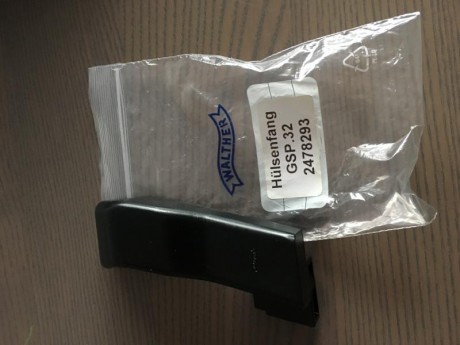 WALTHER
Hülsenfang
GSP.32
2478293